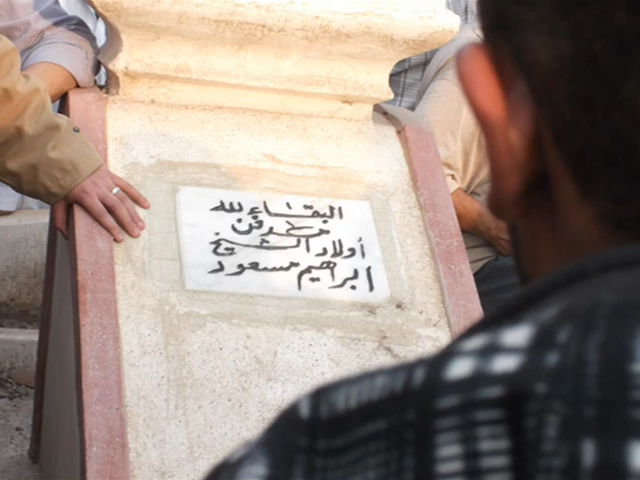 البقاء لله
مدفن
أولاد الشيخ
ابراهيم مسعود